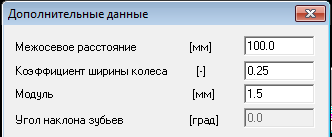 Дополнительные данные
Межосевое расстояние [мм] 100.0
Коэффициент ширины колеса [-] 0.25
Модуль [мм] 1.5
Угол наклона зубьев [град] 0.0